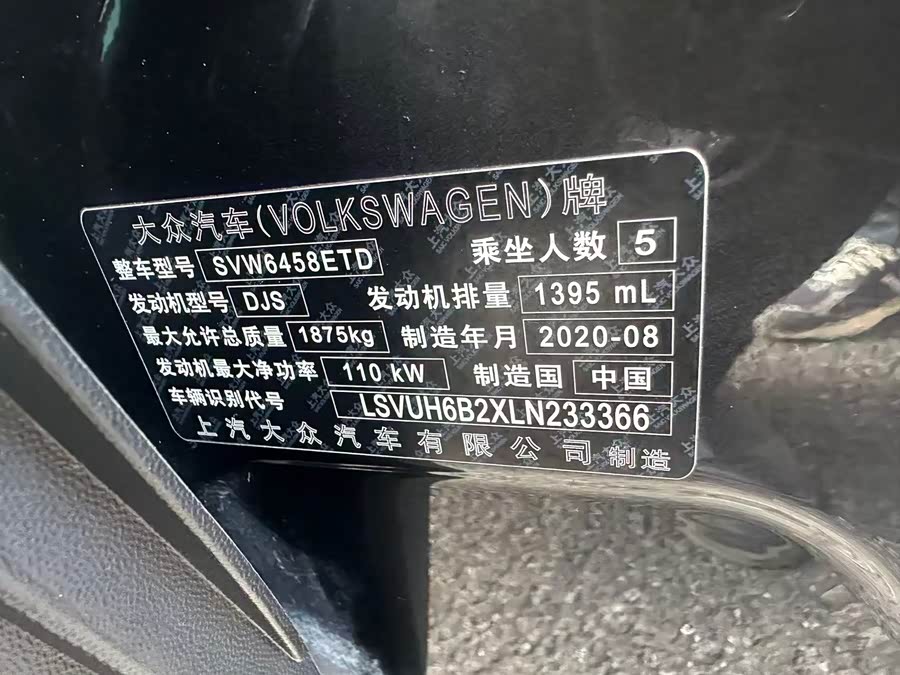 大众汽车(VOLKSWAGEN)牌
整车型号 SVW6458ETD 乘坐人数 5
发动机型号 DJS 发动机排量 1395 mL
最大允许总质量 1875kg 制造年月 2020-08
发动机最大净功率 110 kW 制造国 中国
车辆识别代号 LSVUH6B2XLN233366
上汽大众汽车有限公司 制造